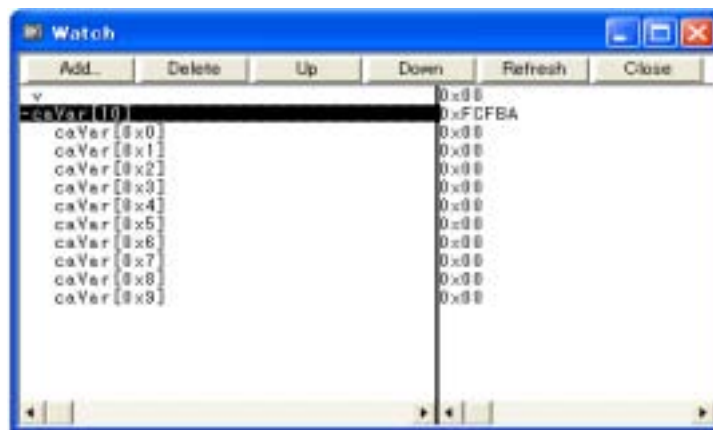 Watch
Add... Delete Up Down Refresh Close
v 0x00
-caVar[10] 0xFCFBA
caVar[0x0] 0x00
caVar[0x1] 0x00
caVar[0x2] 0x00
caVar[0x3] 0x00
caVar[0x4] 0x00
caVar[0x5] 0x00
caVar[0x6] 0x00
caVar[0x7] 0x00
caVar[0x8] 0x00
caVar[0x9] 0x00